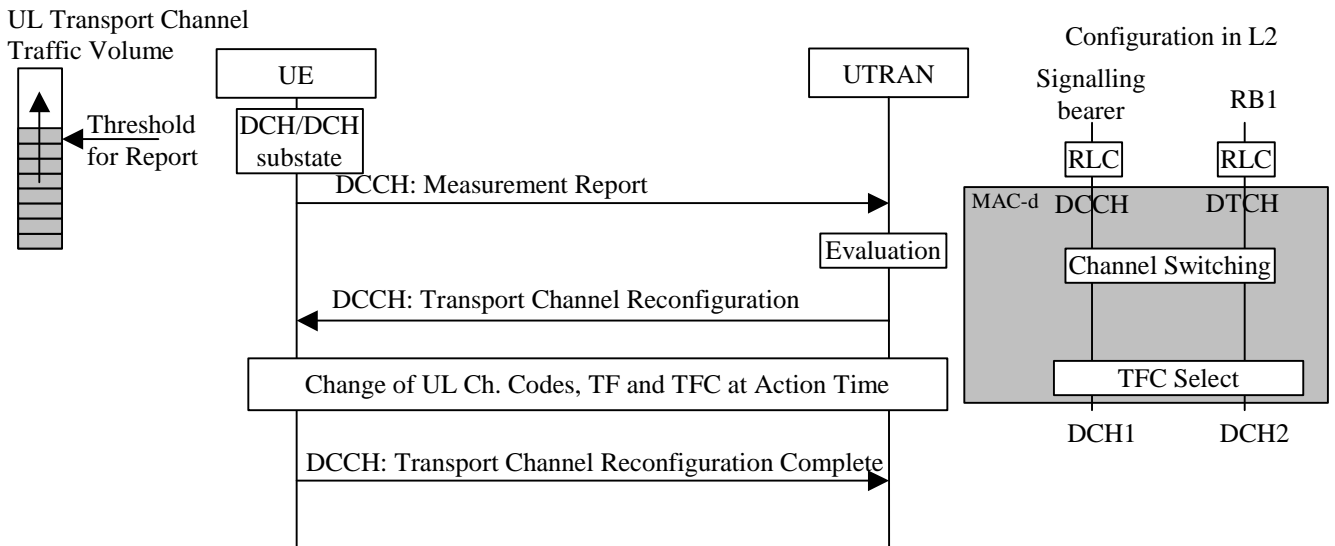 UL Transport Channel
Traffic Volume
Threshold
for Report
UE
DCH/DCH
substate
UTRAN
DCCH: Measurement Report
Evaluation
DCCH: Transport Channel Reconfiguration
Change of UL Ch. Codes, TF and TFC at Action Time
DCCH: Transport Channel Reconfiguration Complete
Configuration in L2
Signalling
bearer
RB1
RLC
RLC
MAC-d
DCCH
DTCH
Channel Switching
TFC Select
DCH1
DCH2